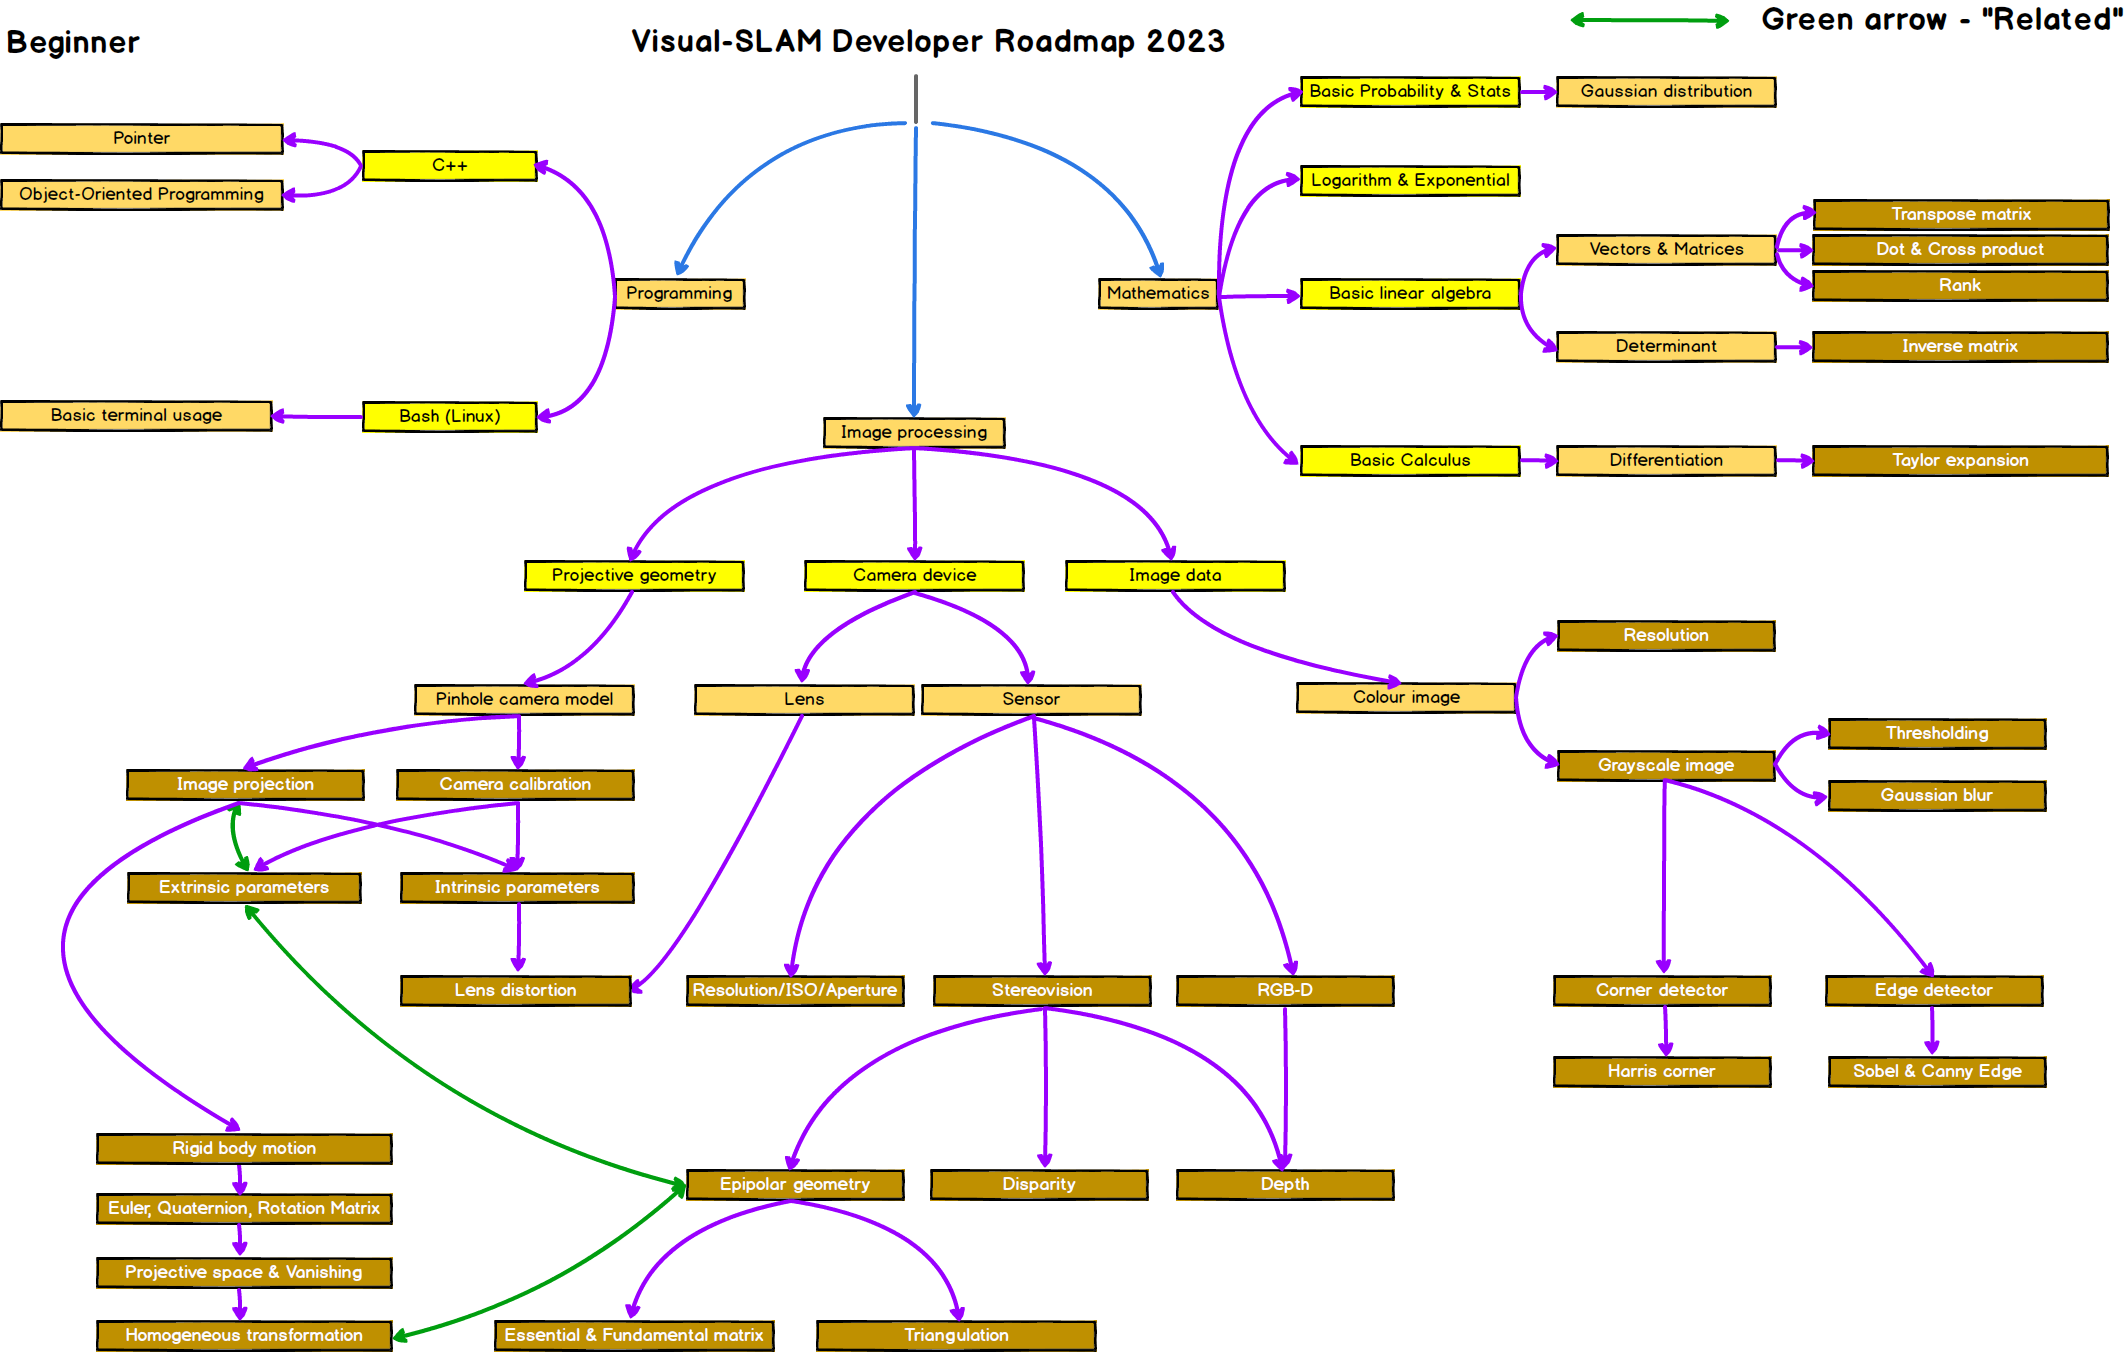 Beginner
Visual-SLAM Developer Roadmap 2023
Green arrow - "Related"
Pointer
Object-Oriented Programming
C++
Basic terminal usage
Bash (Linux)
Programming
Mathematics
Basic Probability & Stats
Gaussian distribution
Logarithm & Exponential
Basic linear algebra
Vectors & Matrices
Transpose matrix
Dot & Cross product
Rank
Determinant
Inverse matrix
Basic Calculus
Differentiation
Taylor expansion
Image processing
Projective geometry
Camera device
Image data
Pinhole camera model
Lens
Sensor
Colour image
Resolution
Grayscale image
Thresholding
Gaussian blur
Image projection
Camera calibration
Extrinsic parameters
Intrinsic parameters
Lens distortion
Resolution/ISO/Aperture
Stereovision
RGB-D
Corner detector
Edge detector
Harris corner
Sobel & Canny Edge
Rigid body motion
Euler, Quaternion, Rotation Matrix
Projective space & Vanishing
Homogeneous transformation
Epipolar geometry
Disparity
Depth
Essential & Fundamental matrix
Triangulation